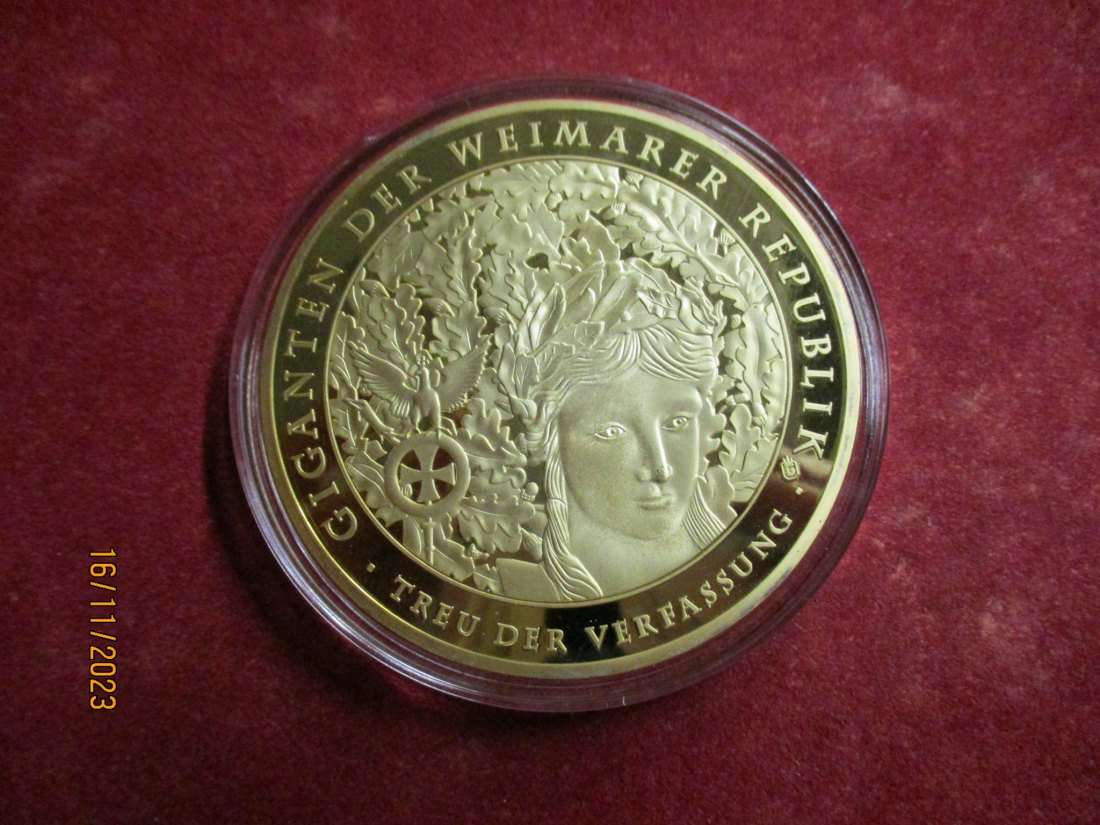 GIGANTEN DER WEIMARER REPUBLIK
· TREU DER VERFASSUNG ·
16/11/2023